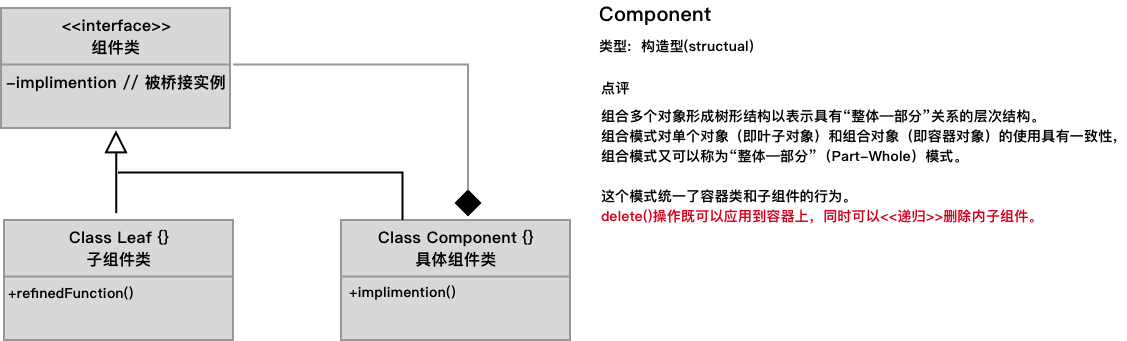 <<interface>>
组件类
-implimention // 被桥接实例
Class Leaf {}
子组件类
+refinedFunction()
Class Component {}
具体组件类
+implimention()
Component
类型：构造型(structual)
点评
组合多个对象形成树形结构以表示具有“整体—部分”关系的层次结构。
组合模式对单个对象（即叶子对象）和组合对象（即容器对象）的使用具有一致性，
组合模式又可以称为“整体—部分”（Part-Whole）模式。
这个模式统一了容器类和子组件的行为。
delete()操作既可以应用到容器上，同时可以<<递归>>删除内子组件。